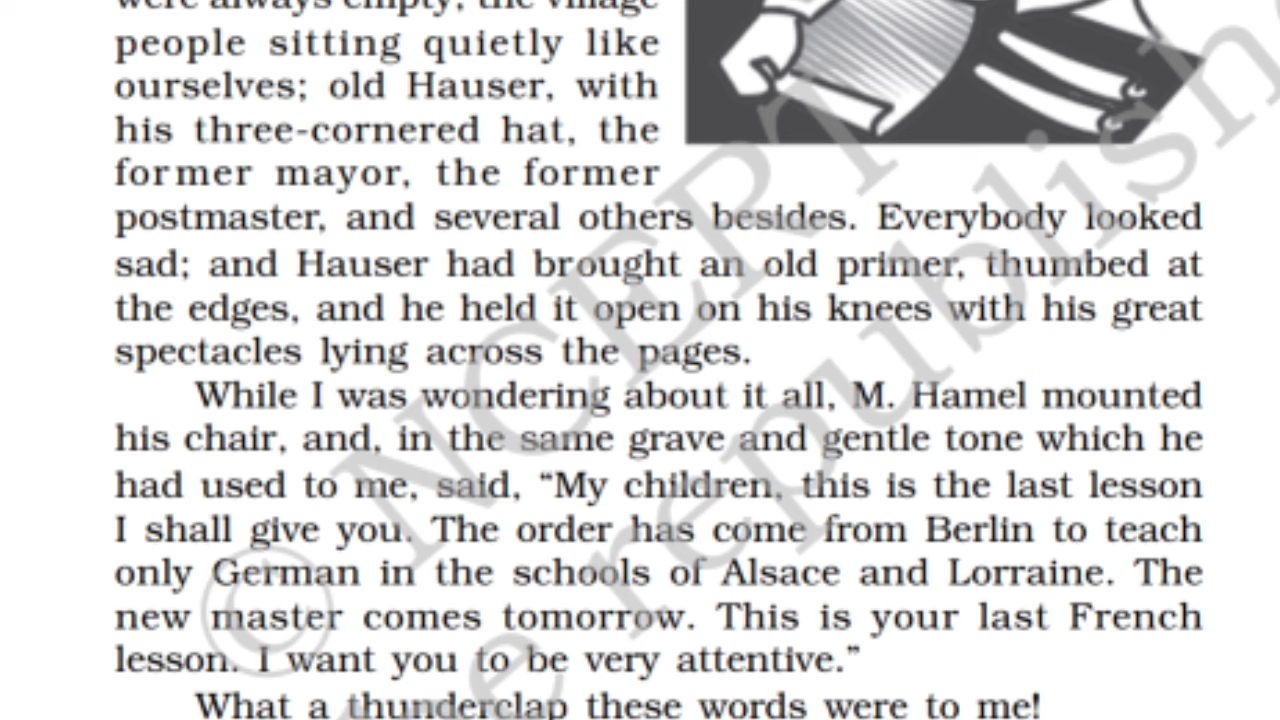 were always empty, the village
people sitting quietly like
ourselves; old Hauser, with
his three-cornered hat, the
former mayor, the former
postmaster, and several others besides. Everybody looked
sad; and Hauser had brought an old primer, thumbed at
the edges, and he held it open on his knees with his great
spectacles lying across the pages.
While I was wondering about it all, M. Hamel mounted
his chair, and, in the same grave and gentle tone which he
had used to me, said, “My children, this is the last lesson
I shall give you. The order has come from Berlin to teach
only German in the schools of Alsace and Lorraine. The
new master comes tomorrow. This is your last French
lesson. I want you to be very attentive.”
What a thunderclap these words were to me!
© NCERT
republish